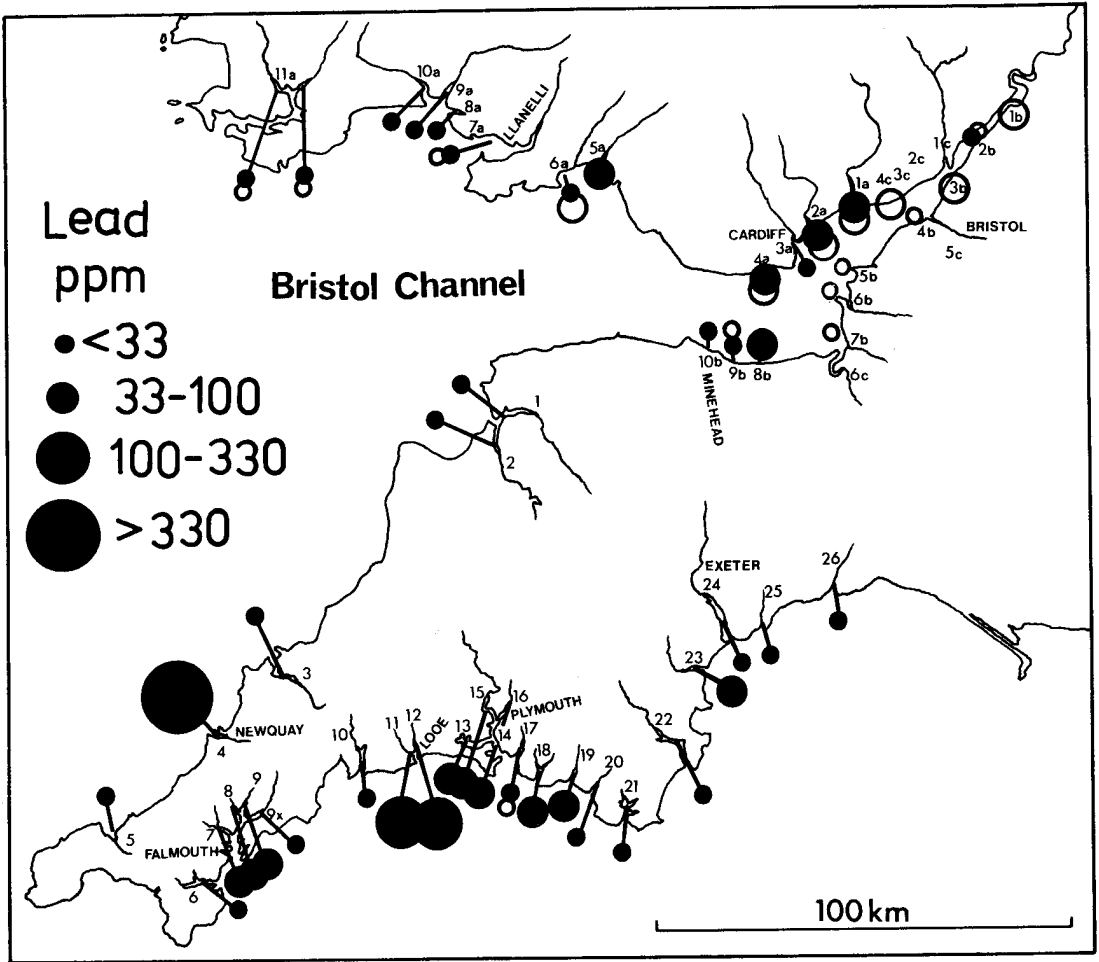 11a
10a
9a
8a
7a
LLANELLI
6a
5a
1b
2b
1c
2c
3c
4c
3b
1a
2a
4b
BRISTOL
5c
CARDIFF
3a
4a
5b
6b
7b
6c
Lead
ppm
<33
33-100
100-330
>330
Bristol Channel
10b
9b
8b
MINEHEAD
1
2
EXETER
24
25
26
23
22
3
NEWQUAY
4
5
10
11
12
LOOE
13
15
16
PLYMOUTH
14
17
18
19
20
21
8
9
9x
7
FALMOUTH
6
100 km